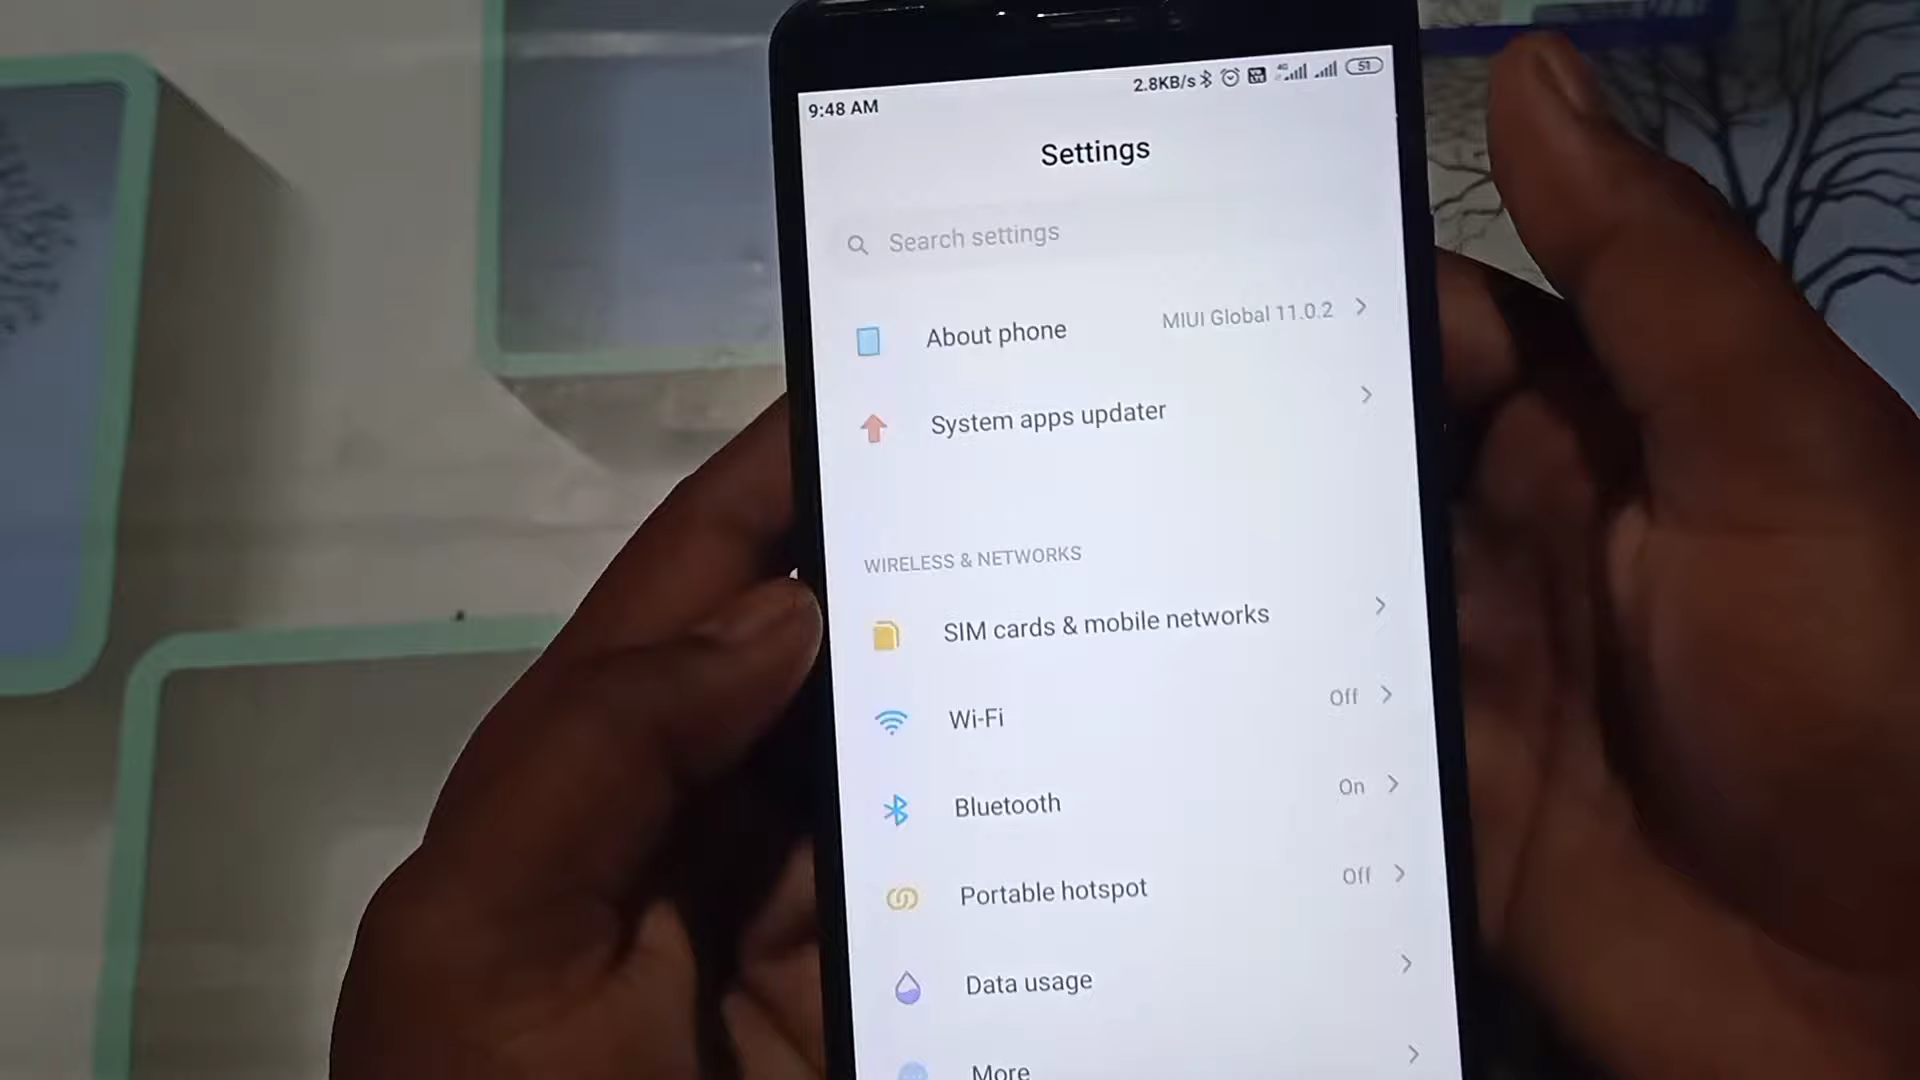 9:48 AM 2.8KB/s 4G 51
Settings
Search settings
About phone MIUI Global 11.0.2
System apps updater
WIRELESS & NETWORKS
SIM cards & mobile networks
Wi-Fi Off
Bluetooth On
Portable hotspot Off
Data usage
More